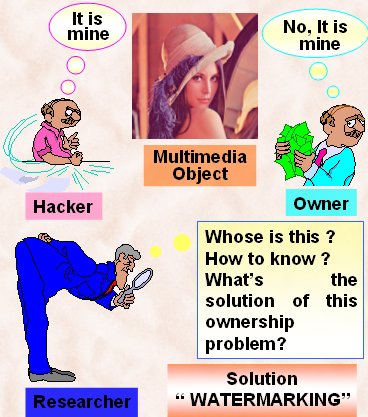 It is
mine
No, It is
mine
Multimedia
Object
Hacker
Owner
Whose is this ?
How to know ?
What's the
solution of this
ownership
problem?
Researcher
Solution
“ WATERMARKING”